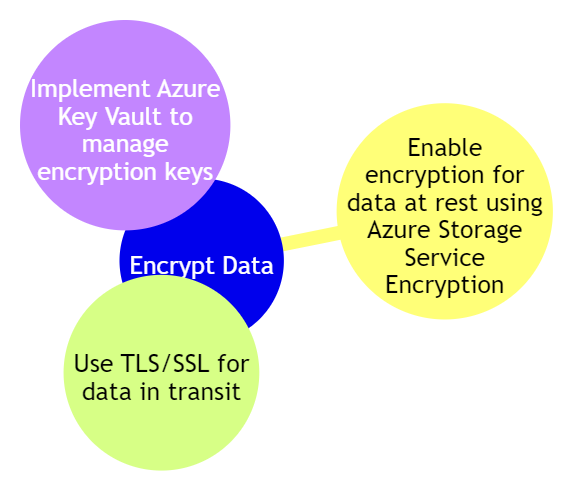 Implement Azure
Key Vault to
manage
encryption keys
Enable
encryption for
data at rest using
Azure Storage
Service
Encryption
Encrypt Data
Use TLS/SSL for
data in transit